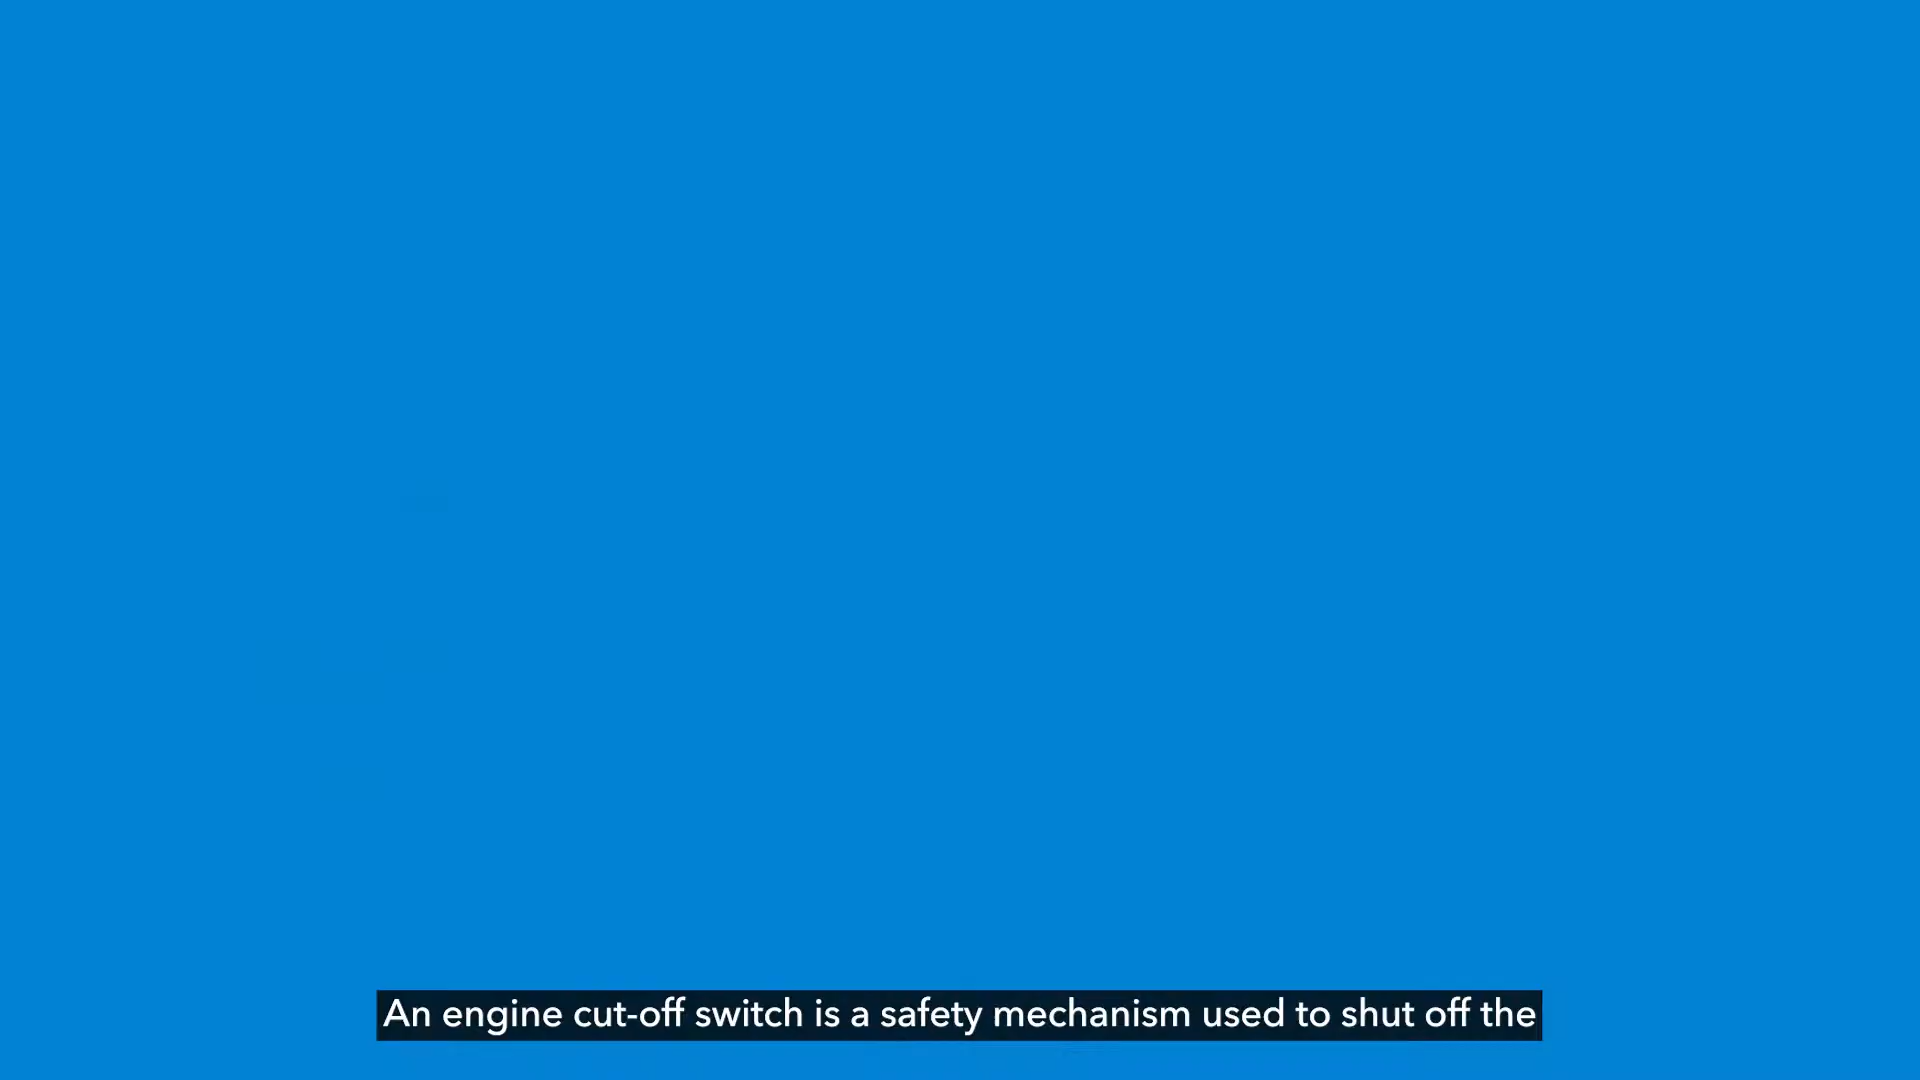 An engine cut-off switch is a safety mechanism used to shut off the